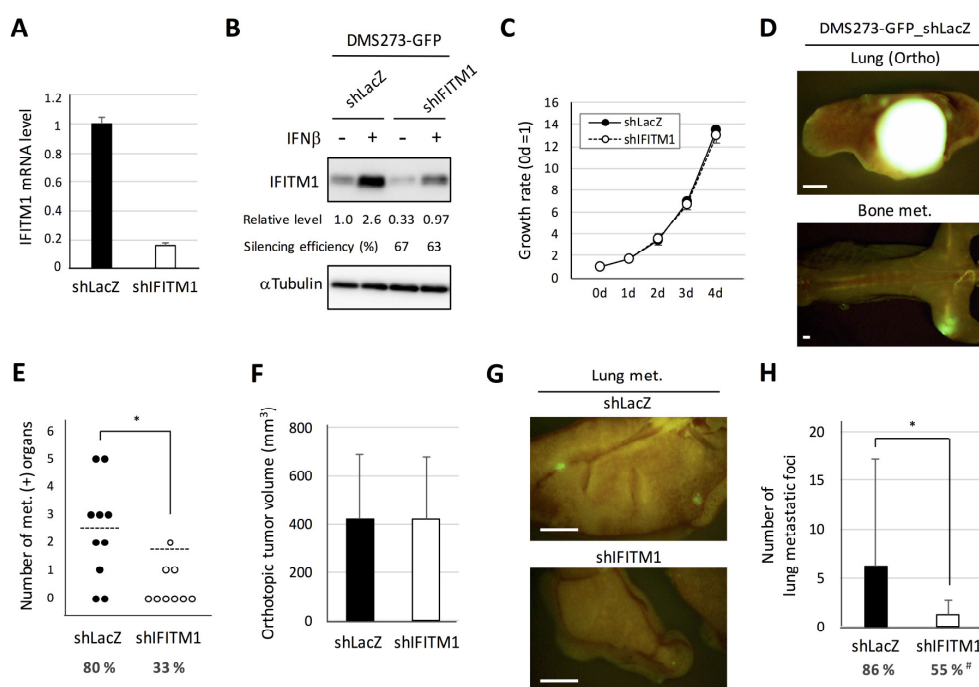 A
IFITM1 mRNA level
1.2
1
0.8
0.6
0.4
0.2
0
shLacZ shIFITM1
B
DMS273-GFP
shLacZ shIFITM1
IFNβ - + - +
IFITM1
Relative level 1.0 2.6 0.33 0.97
Silencing efficiency (%) 67 63
αTubulin
C
Growth rate (0d =1)
16
14
12
10
8
6
4
2
0
shLacZ
shIFITM1
0d 1d 2d 3d 4d
D
DMS273-GFP_shLacZ
Lung (Ortho)
Bone met.
E
Number of met. (+) organs
6
5
4
3
2
1
0
*
shLacZ shIFITM1
80 % 33 %
F
Orthotopic tumor volume (mm³)
800
600
400
200
0
shLacZ shIFITM1
G
Lung met.
shLacZ
shIFITM1
H
Number of
lung metastatic foci
20
15
10
5
0
*
shLacZ shIFITM1
86 % 55 % #